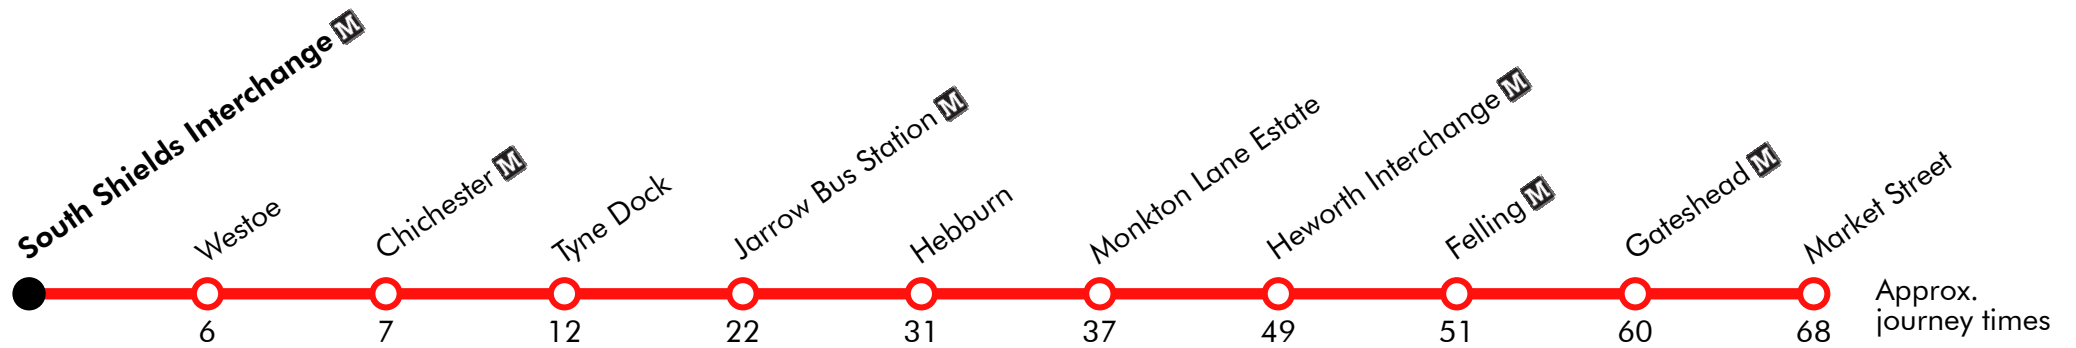 South Shields Interchange M
Westoe
Chichester M
Tyne Dock
Jarrow Bus Station M
Hebburn
Monkton Lane Estate
Heworth Interchange M
Felling M
Gateshead M
Market Street
6
7
12
22
31
37
49
51
60
68
Approx.
journey times